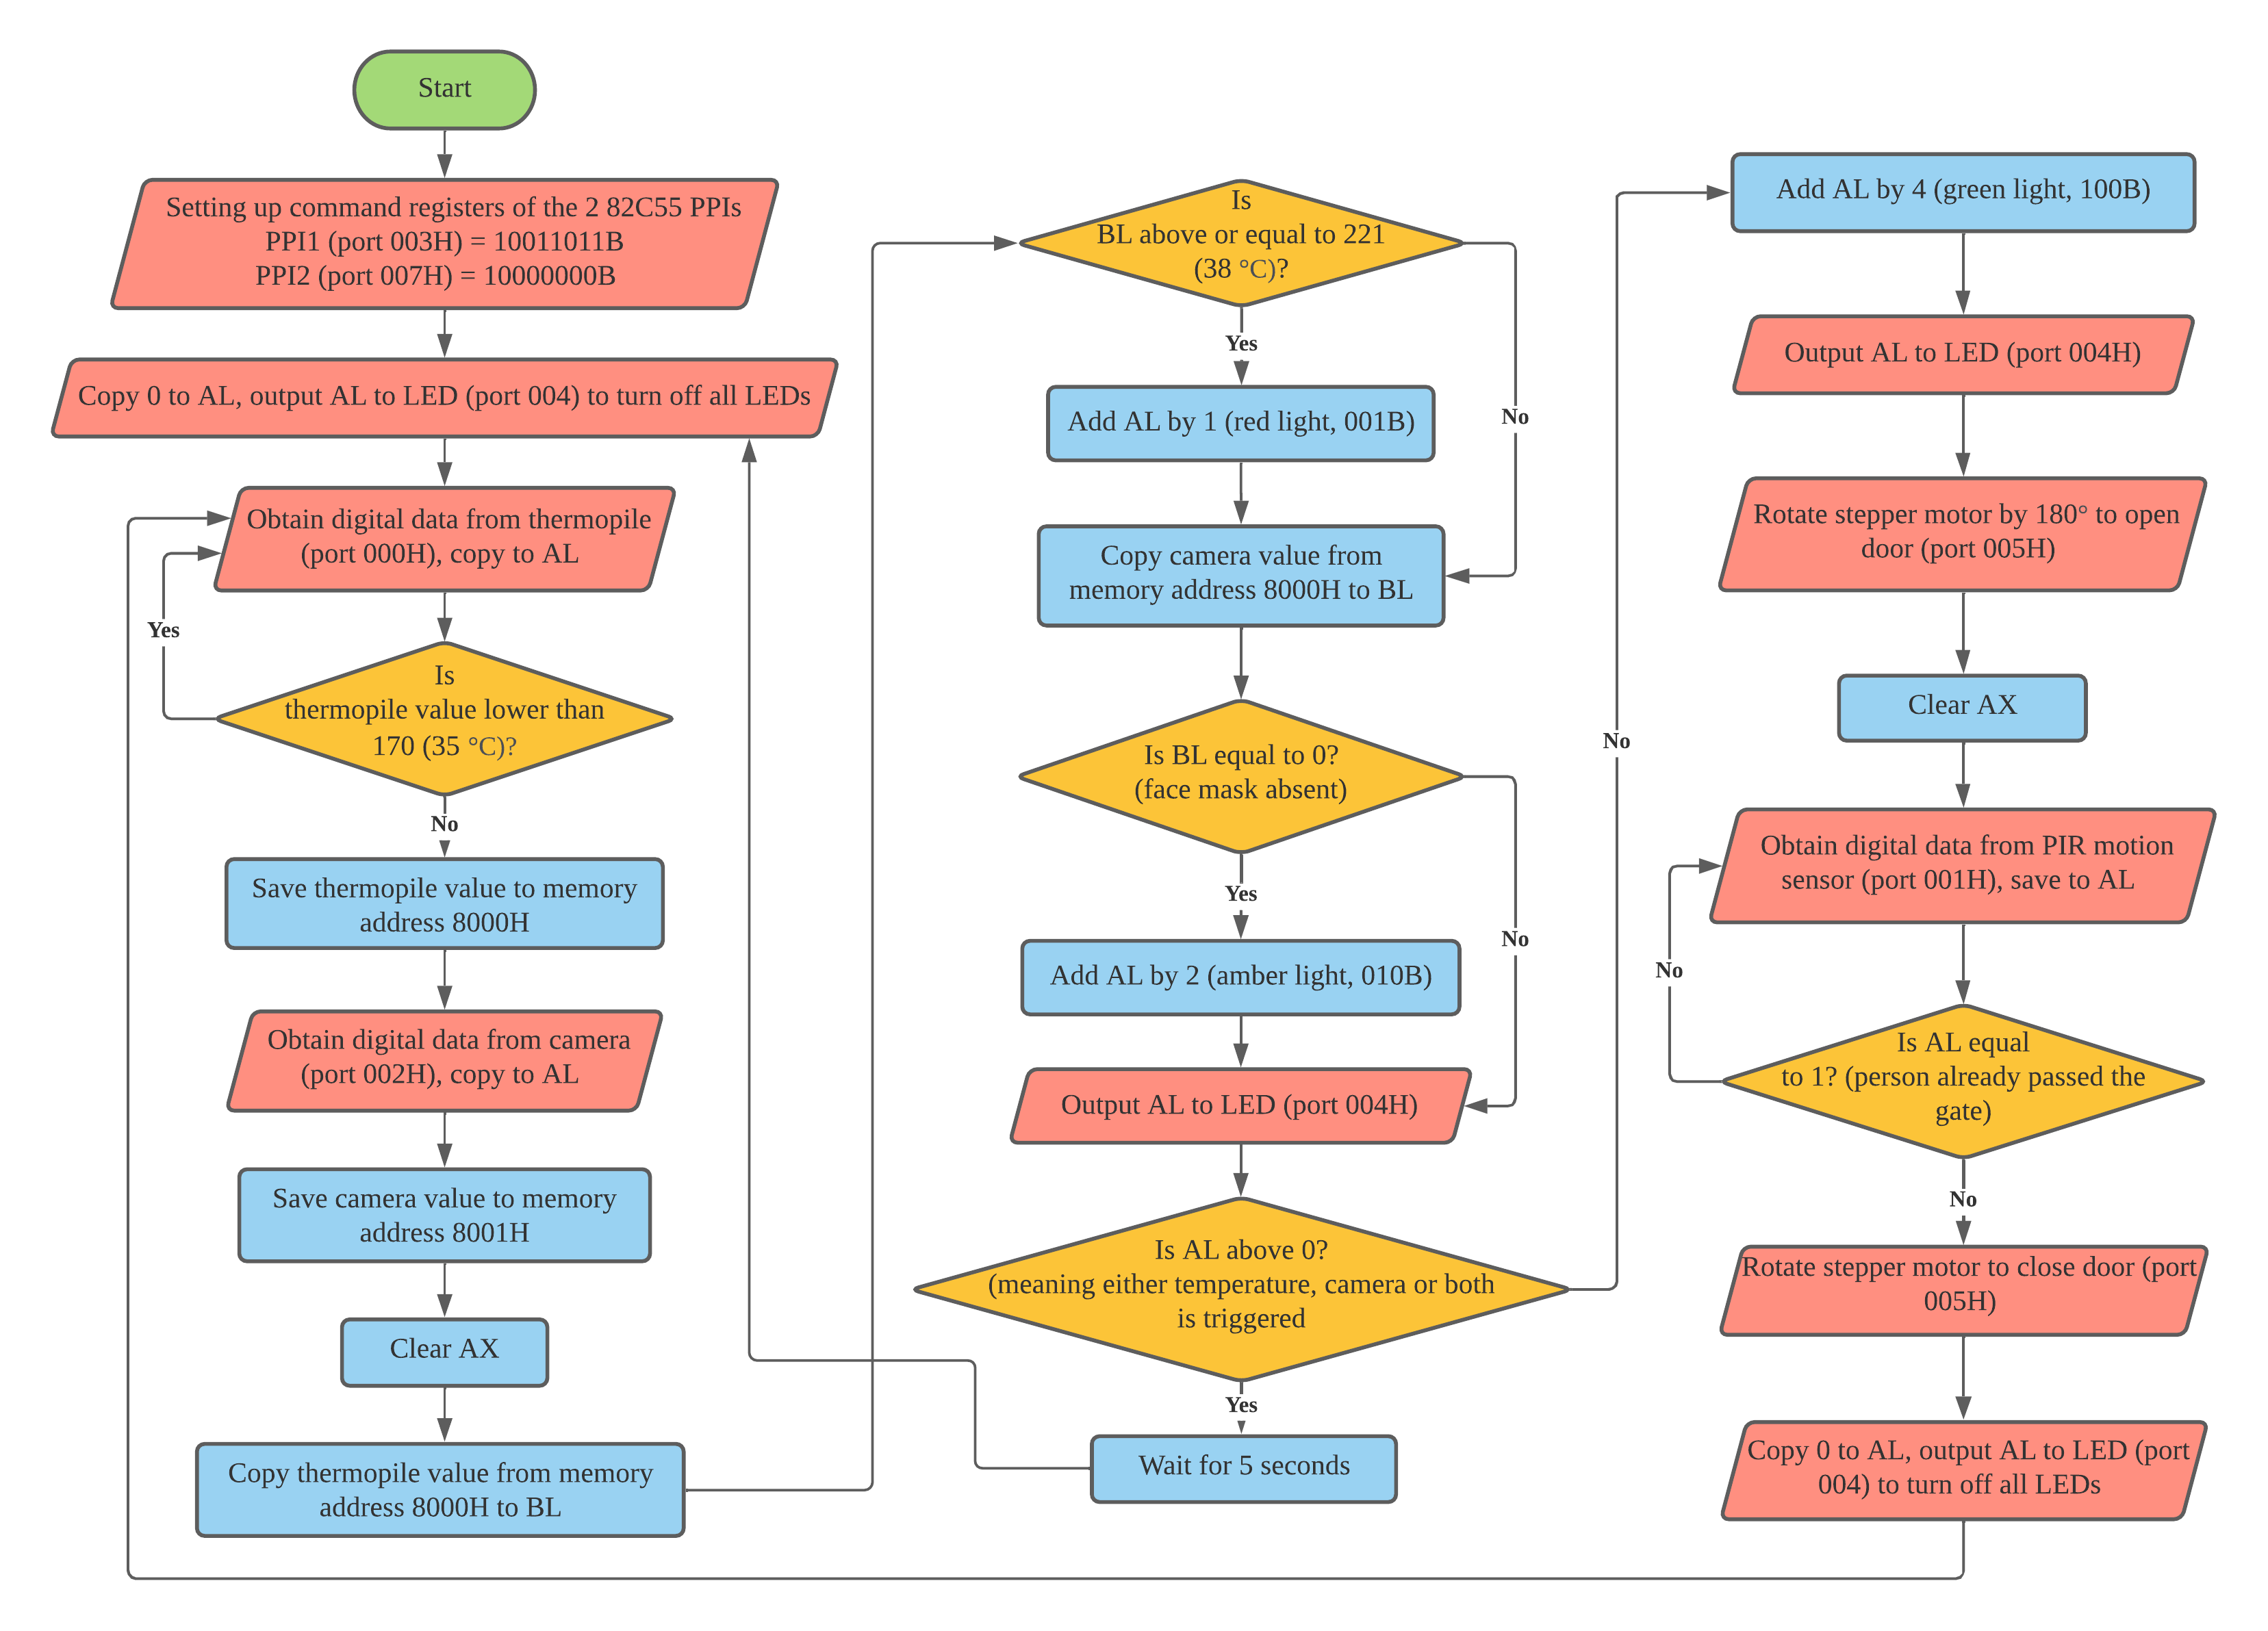 Start
Setting up command registers of the 2 82C55 PPIs
PPI1 (port 003H) = 10011011B
PPI2 (port 007H) = 10000000B
Copy 0 to AL, output AL to LED (port 004) to turn off all LEDs
Obtain digital data from thermopile
(port 000H), copy to AL
Yes
Is
thermopile value lower than
170 (35 °C)?
No
Save thermopile value to memory
address 8000H
Obtain digital data from camera
(port 002H), copy to AL
Save camera value to memory
address 8001H
Clear AX
Copy thermopile value from memory
address 8000H to BL
Is
BL above or equal to 221
(38 °C)?
Yes
No
Add AL by 1 (red light, 001B)
Copy camera value from
memory address 8000H to BL
Is BL equal to 0?
(face mask absent)
Yes
No
Add AL by 2 (amber light, 010B)
Output AL to LED (port 004H)
Is AL above 0?
(meaning either temperature, camera or both
is triggered
Yes
No
Wait for 5 seconds
Add AL by 4 (green light, 100B)
Output AL to LED (port 004H)
Rotate stepper motor by 180° to open
door (port 005H)
Clear AX
Obtain digital data from PIR motion
sensor (port 001H), save to AL
No
Is AL equal
to 1? (person already passed the
gate)
No
Rotate stepper motor to close door (port
005H)
Copy 0 to AL, output AL to LED (port
004) to turn off all LEDs